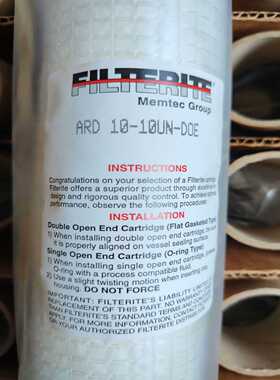 FILTERITE
Memtec Group
ARD 10-10UN-DOE
INSTRUCTIONS
Congratulations on your selection of a Filterite
Filterite offers a superior product through excellence
design and rigorous quality control. To achieve
performance, observe the following procedures:
INSTALLATION
Double Open End Cartridge (Flat Gasketed Type)
1) When installing double open end cartridge, be
it is properly aligned on vessel sealing surface.
Single Open End Cartridge (O-ring Type)
1) When installing single open end cartridge,
O-ring with a process compatible fluid.
2) Use a slight twisting motion when inserting
housing. DO NOT FORCE
IMPORTANT: FILTERITE'S LIABILITY
REPLACEMENT OF THIS PART. NO WARRANTY
FILTERITE'S STANDARD TERMS AND
OR YOUR AUTHORIZED FILTERITE